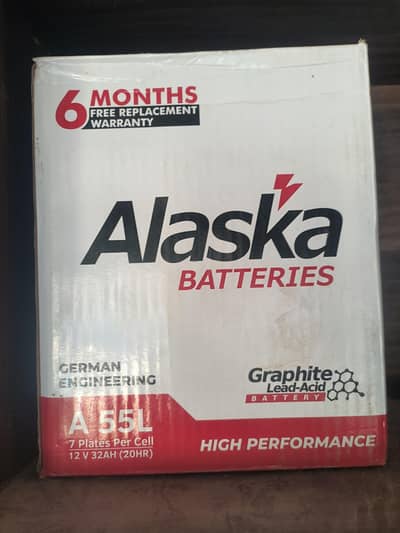 6 MONTHS
FREE REPLACEMENT
WARRANTY
Alaska
BATTERIES
GERMAN
ENGINEERING
Graphite
Lead-Acid
BATTERY
A 55L
7 Plates Per Cell
12 V 32AH (20HR)
HIGH PERFORMANCE